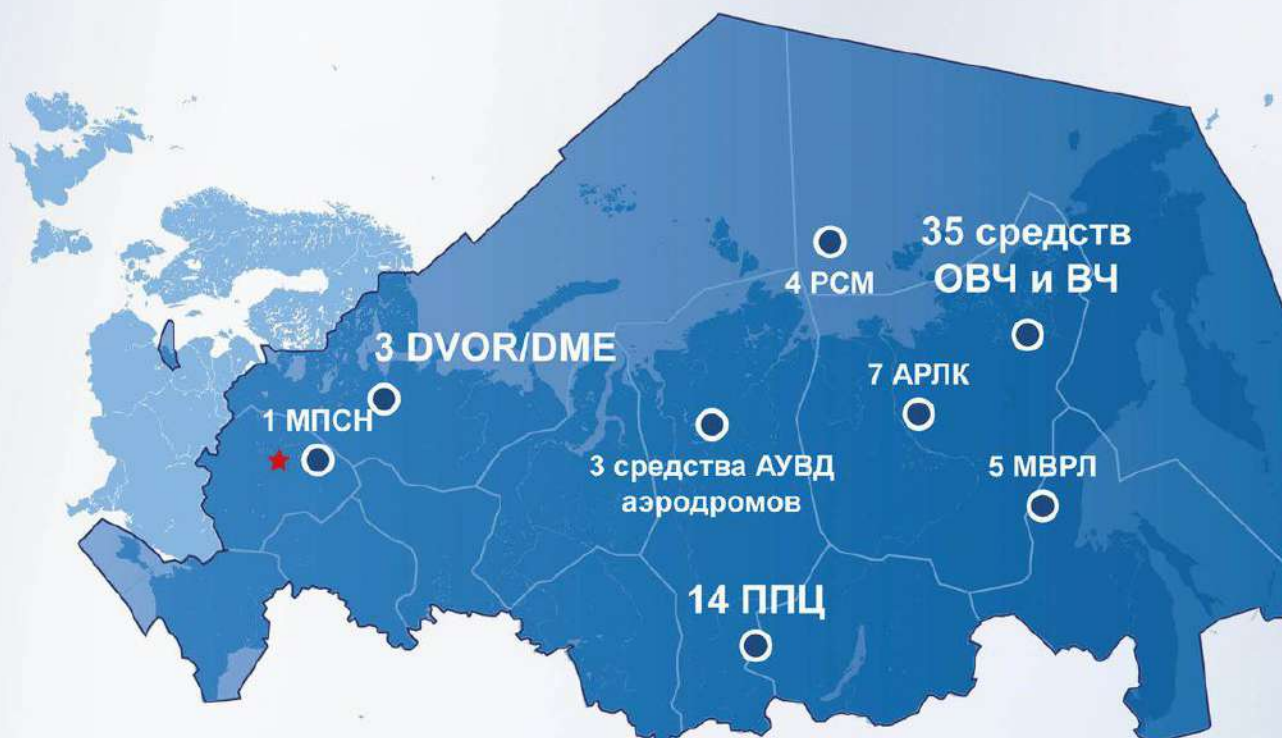 35 средств
ОВЧ и ВЧ
4 РСМ
3 DVOR/DME
7 АРЛК
1 МПСН
3 средства АУВД
аэродромов
5 МВРЛ
14 ППЦ